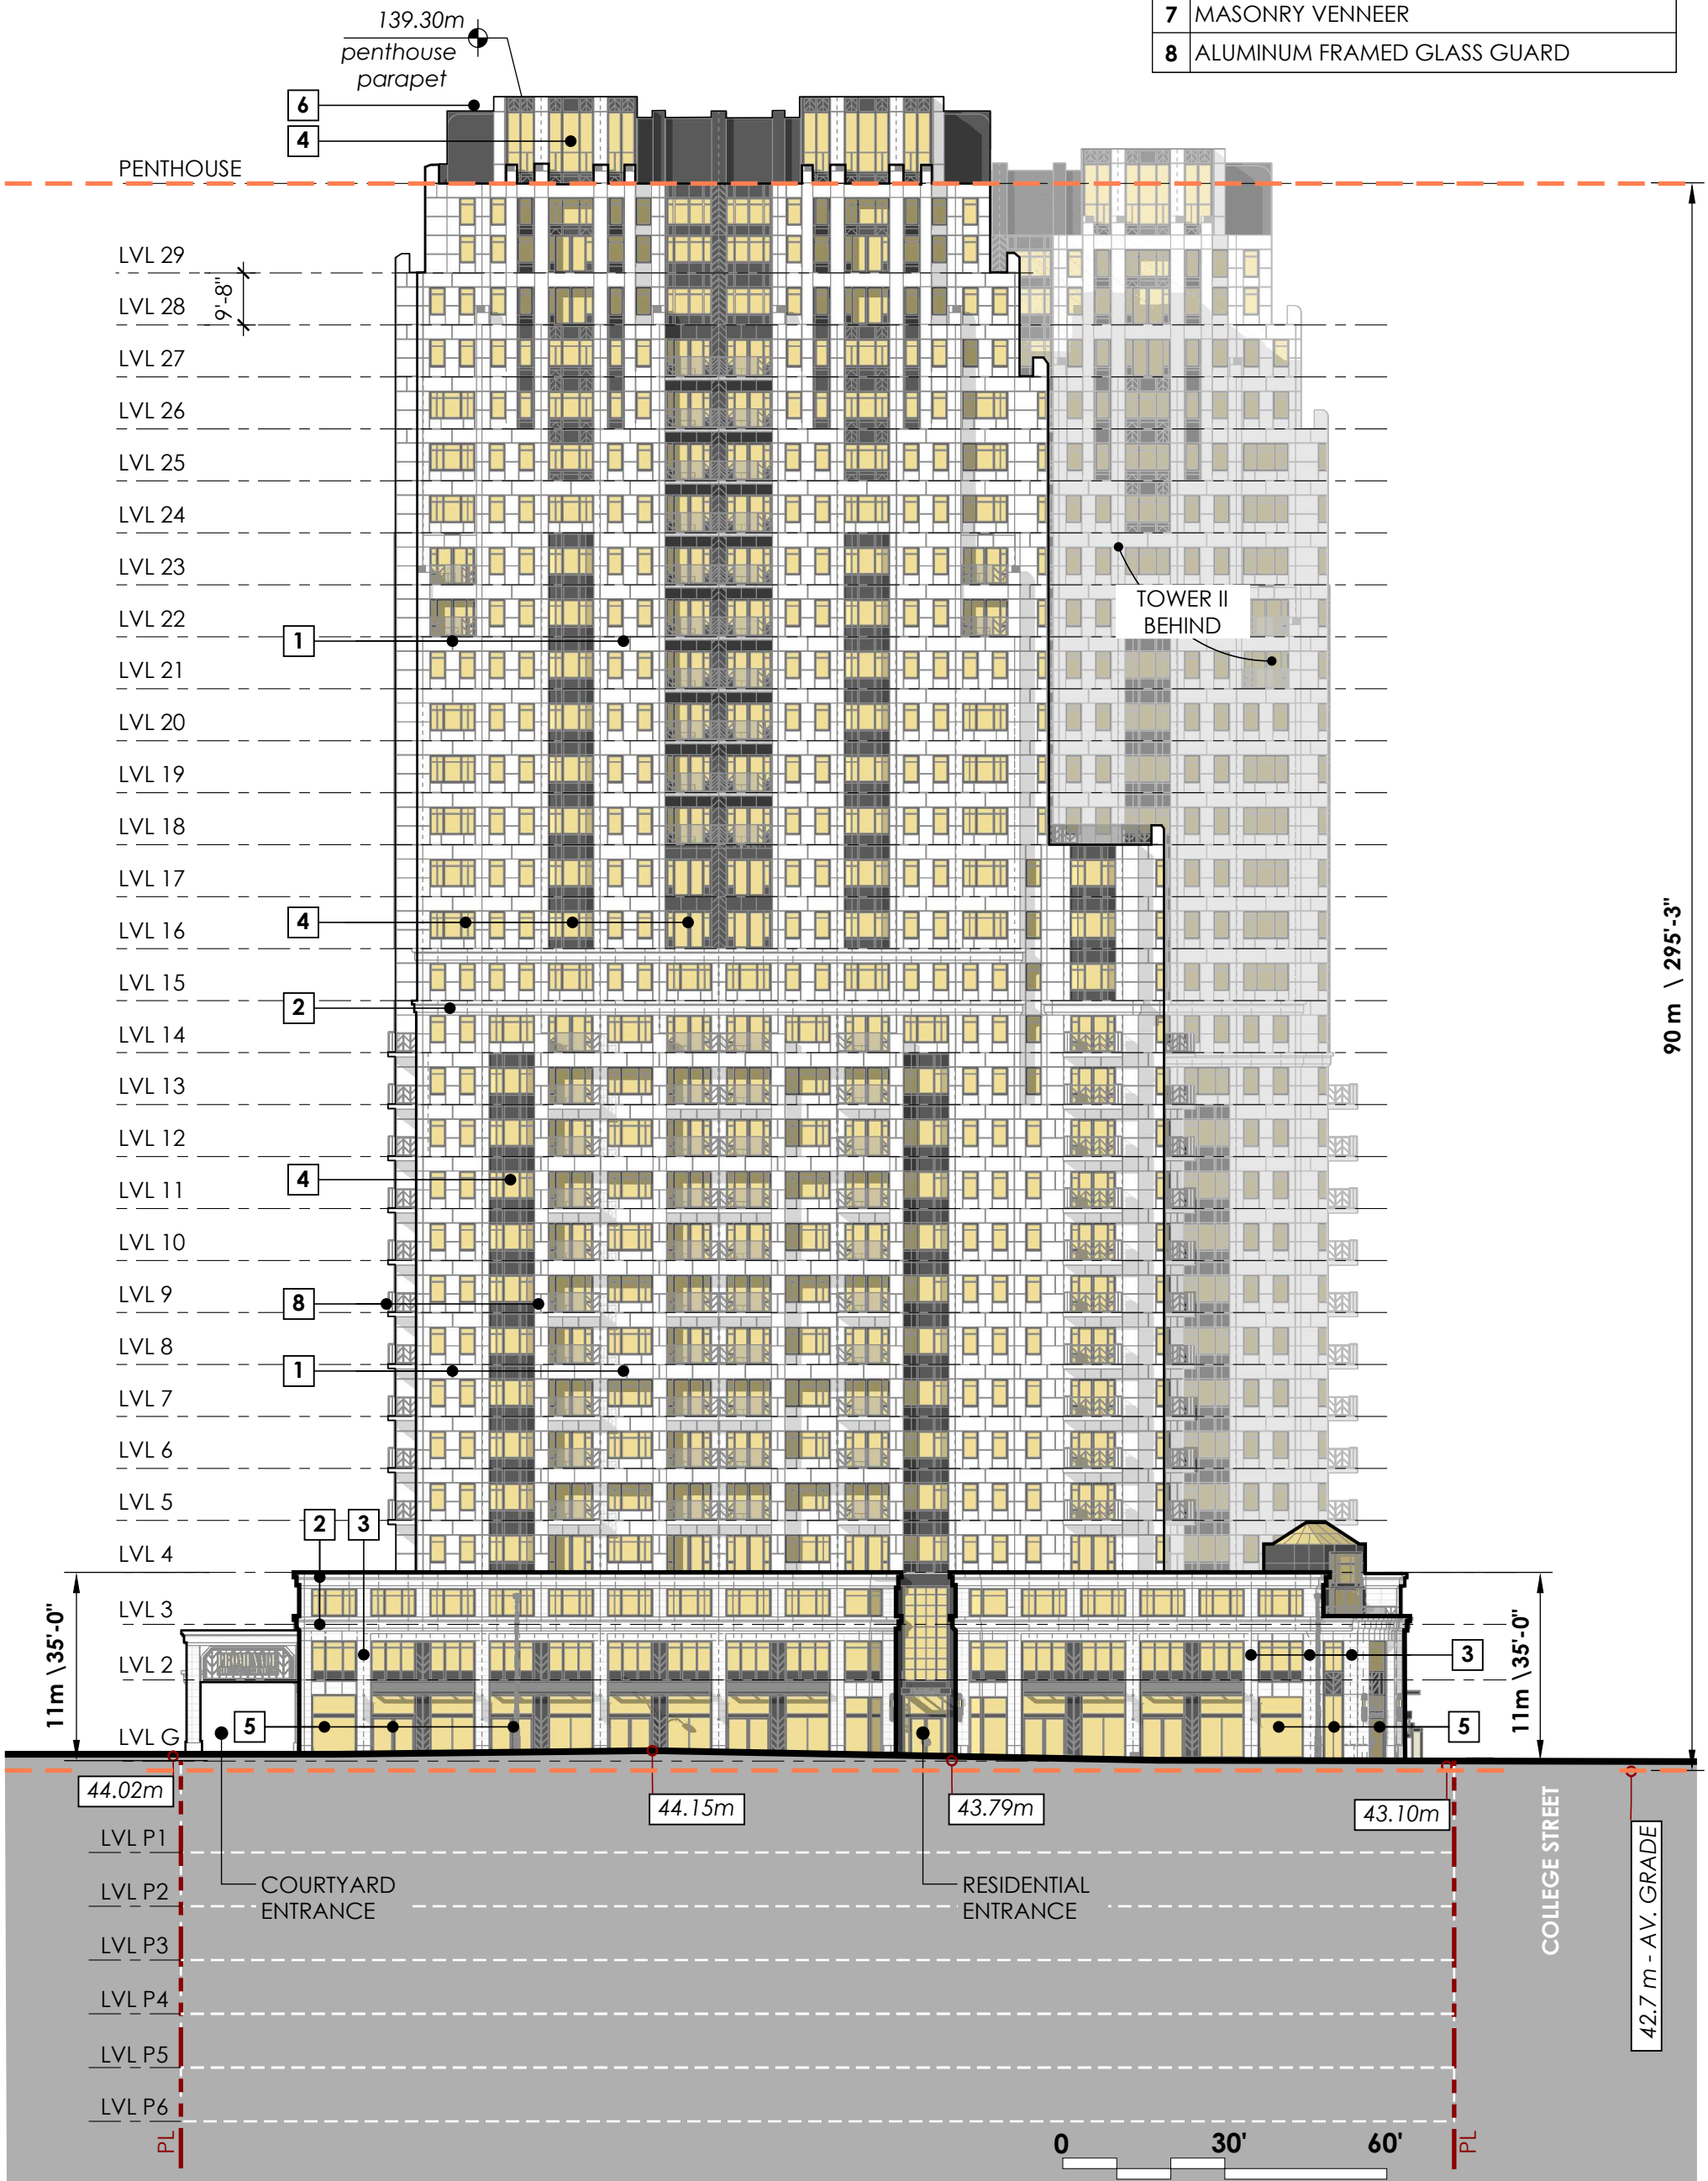 7 MASONRY VENNEER
8 ALUMINUM FRAMED GLASS GUARD
139.30m
penthouse
parapet
6
4
PENTHOUSE
LVL 29
9'-8"
LVL 28
LVL 27
LVL 26
LVL 25
LVL 24
LVL 23
TOWER II
BEHIND
LVL 22
1
LVL 21
LVL 20
LVL 19
LVL 18
LVL 17
4
LVL 16
90 m \ 295'-3"
LVL 15
2
LVL 14
LVL 13
LVL 12
4
LVL 11
LVL 10
LVL 9
8
LVL 8
1
LVL 7
LVL 6
LVL 5
2 3
LVL 4
LVL 3
11m \35'-0"
11m \35'-0"
LVL 2
3
LVL G
5
5
44.02m
44.15m
43.79m
43.10m
LVL P1
COLLEGE STREET
42.7 m - AV. GRADE
COURTYARD
ENTRANCE
RESIDENTIAL
ENTRANCE
LVL P2
LVL P3
LVL P4
LVL P5
LVL P6
PL
PL
0 30' 60'